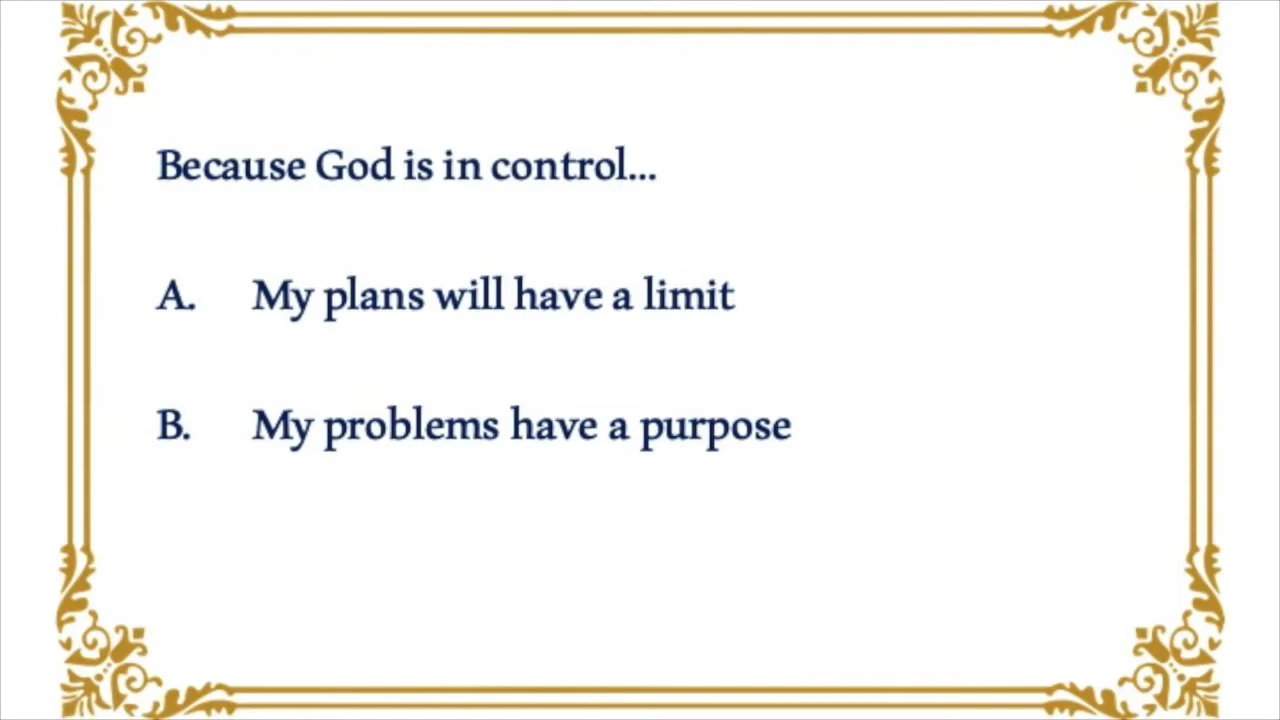 Because God is in control...
A. My plans will have a limit
B. My problems have a purpose